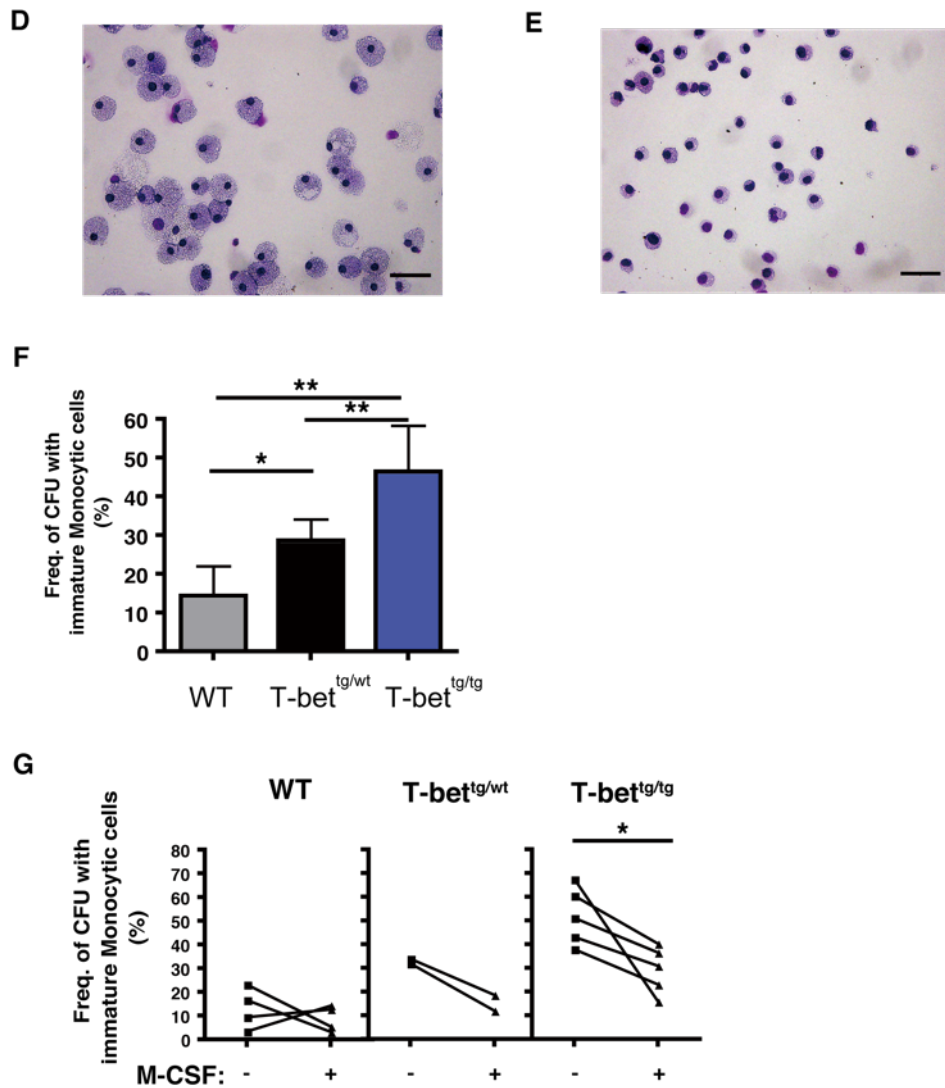 D
E
F
Freq. of CFU with
immature Monocytic cells
(%)
60
50
40
30
20
10
0
**
**
*
WT
T-bet tg/wt
T-bet tg/tg
G
WT
T-bet tg/wt
T-bet tg/tg
*
Freq. of CFU with
immature Monocytic cells
(%)
80
70
60
50
40
30
20
10
0
M-CSF: - + - + - +